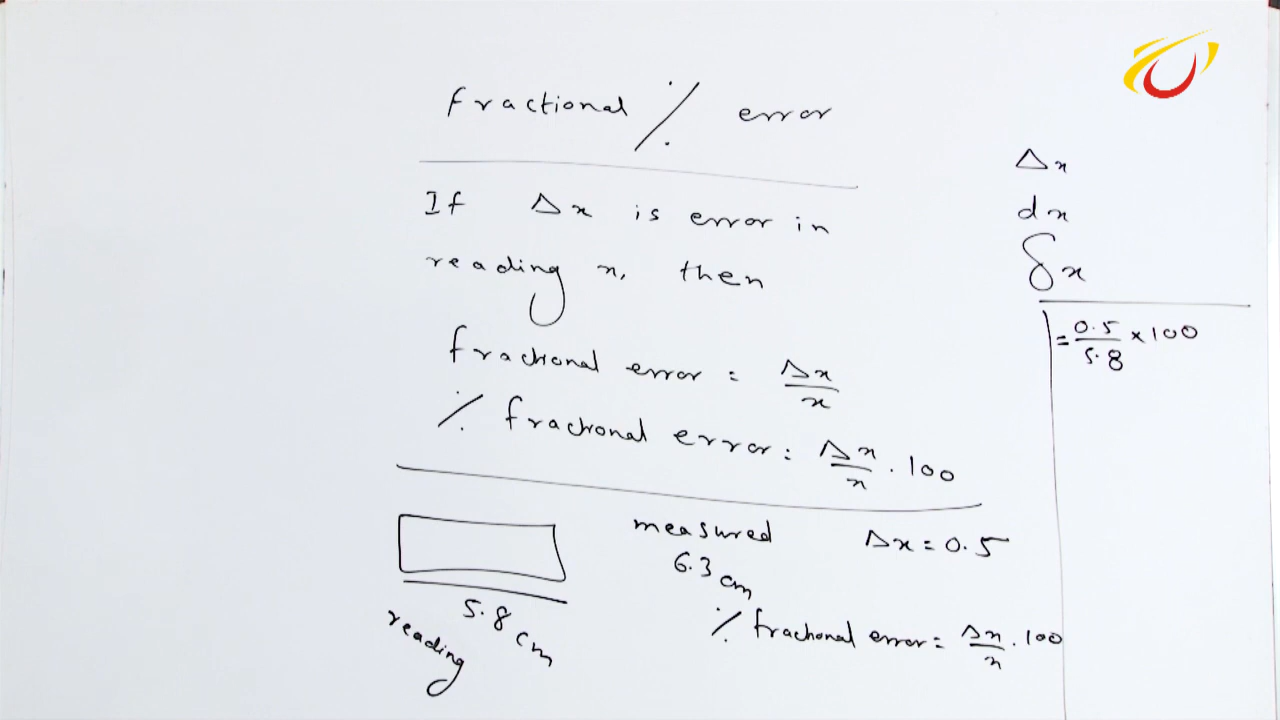 fractional % error
If Δx is error in
reading x, then
fractional error = Δx/x
% fractional error = Δx/x . 100
5.8 cm
reading
measured
6.3 cm
Δx = 0.5
% fractional error = Δx/x . 100
Δx
dx
δx
= 0.5/5.8 × 100